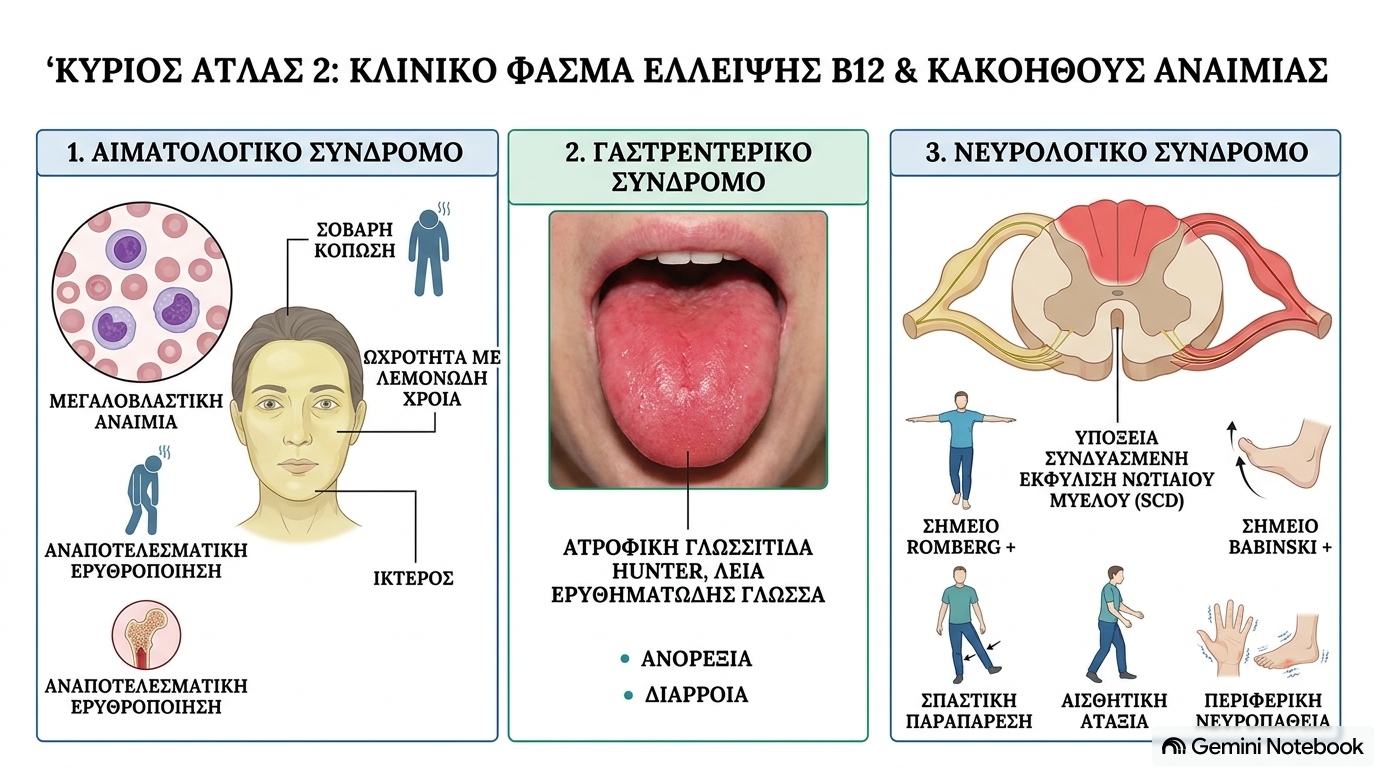 ‘ΚΥΡΙΟΣ ΑΤΛΑΣ 2: ΚΛΙΝΙΚΟ ΦΑΣΜΑ ΕΛΛΕΙΨΗΣ Β12 & ΚΑΚΟΗΘΟΥΣ ΑΝΑΙΜΙΑΣ
1. ΑΙΜΑΤΟΛΟΓΙΚΟ ΣΥΝΔΡΟΜΟ
ΣΟΒΑΡΗ
ΚΟΠΩΣΗ
ΩΧΡΟΤΗΤΑ ΜΕ
ΛΕΜΟΝΩΔΗ
ΧΡΟΙΑ
ΜΕΓΑΛΟΒΛΑΣΤΙΚΗ
ΑΝΑΙΜΙΑ
ΑΝΑΠΟΤΕΛΕΣΜΑΤΙΚΗ
ΕΡΥΘΡΟΠΟΙΗΣΗ
ΙΚΤΕΡΟΣ
ΑΝΑΠΟΤΕΛΕΣΜΑΤΙΚΗ
ΕΡΥΘΡΟΠΟΙΗΣΗ
2. ΓΑΣΤΡΕΝΤΕΡΙΚΟ
ΣΥΝΔΡΟΜΟ
ΑΤΡΟΦΙΚΗ ΓΛΩΣΣΙΤΙΔΑ
HUNTER, ΛΕΙΑ
ΕΡΥΘΗΜΑΤΩΔΗΣ ΓΛΩΣΣΑ
• ΑΝΟΡΕΞΙΑ
• ΔΙΑΡΡΟΙΑ
3. ΝΕΥΡΟΛΟΓΙΚΟ ΣΥΝΔΡΟΜΟ
ΥΠΟΞΕΙΑ
ΣΥΝΔΥΑΣΜΕΝΗ
ΕΚΦΥΛΙΣΗ ΝΩΤΙΑΙΟΥ
ΜΥΕΛΟΥ (SCD)
ΣΗΜΕΙΟ
ROMBERG +
ΣΗΜΕΙΟ
BABINSKI +
ΣΠΑΣΤΙΚΗ
ΠΑΡΑΠΑΡΕΣΗ
ΑΙΣΘΗΤΙΚΗ
ΑΤΑΞΙΑ
ΠΕΡΙΦΕΡΙΚΗ
ΝΕΥΡΟΠΑΘΕΙΑ
Gemini Notebook